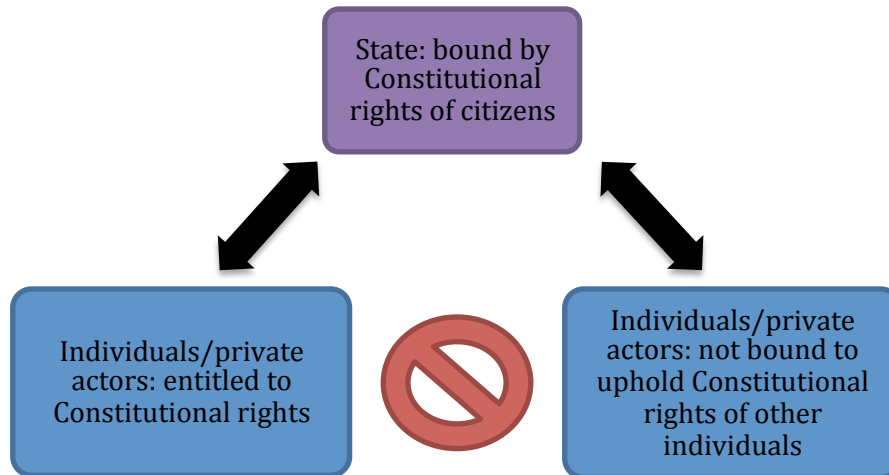 State: bound by
Constitutional
rights of citizens
Individuals/private
actors: entitled to
Constitutional rights
Individuals/private
actors: not bound to
uphold Constitutional
rights of other
individuals